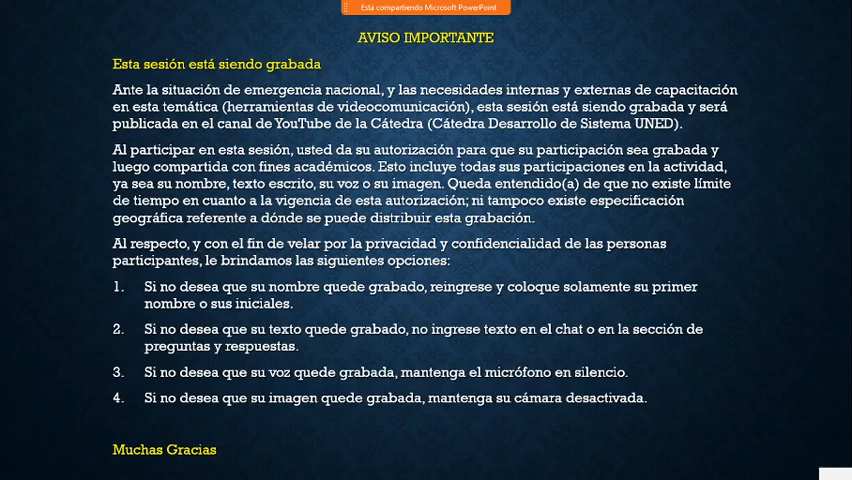 Está compartiendo Microsoft PowerPoint
AVISO IMPORTANTE
Esta sesión está siendo grabada
Ante la situación de emergencia nacional, y las necesidades internas y externas de capacitación
en esta temática (herramientas de videocomunicación), esta sesión está siendo grabada y será
publicada en el canal de YouTube de la Cátedra (Cátedra Desarrollo de Sistema UNED).
Al participar en esta sesión, usted da su autorización para que su participación sea grabada y
luego compartida con fines académicos. Esto incluye todas sus participaciones en la actividad,
ya sea su nombre, texto escrito, su voz o su imagen. Queda entendido(a) de que no existe límite
de tiempo en cuanto a la vigencia de esta autorización; ni tampoco existe especificación
geográfica referente a dónde se puede distribuir esta grabación.
Al respecto, y con el fin de velar por la privacidad y confidencialidad de las personas
participantes, le brindamos las siguientes opciones:
1. Si no desea que su nombre quede grabado, reingrese y coloque solamente su primer
nombre o sus iniciales.
2. Si no desea que su texto quede grabado, no ingrese texto en el chat o en la sección de
preguntas y respuestas.
3. Si no desea que su voz quede grabada, mantenga el micrófono en silencio.
4. Si no desea que su imagen quede grabada, mantenga su cámara desactivada.
Muchas Gracias